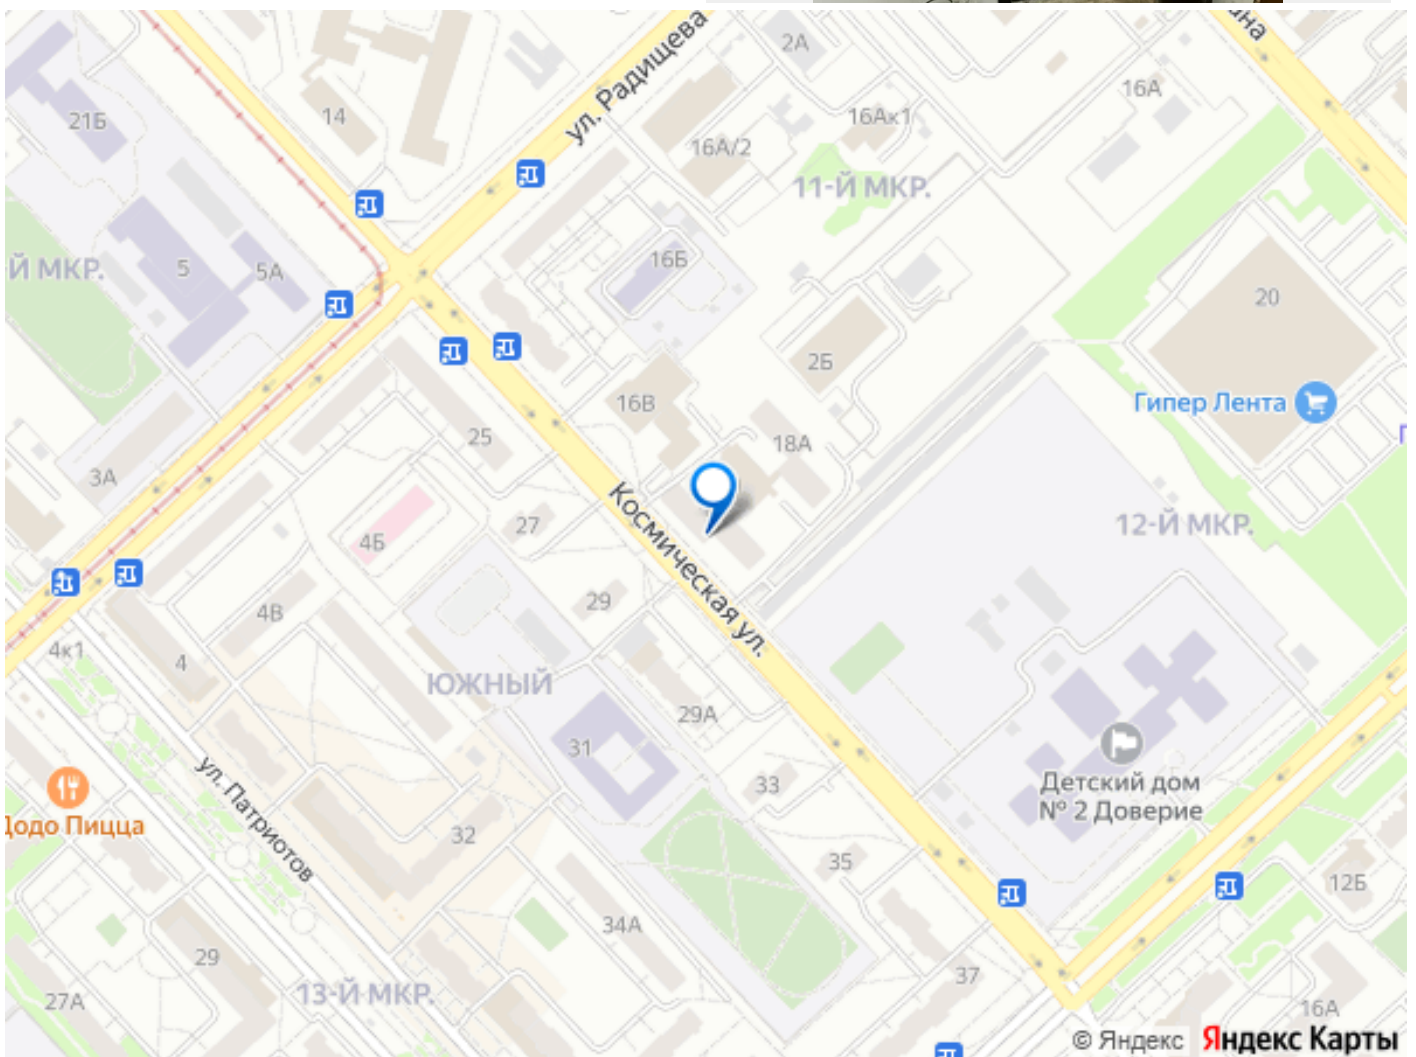 ул. Радищева
2А
16А
21Б
14
16Ак1
16А/2
11-Й МКР.
Й МКР.
5
5А
16Б
20
2Б
Гипер Лента
16В
25
18А
3А
Космическая ул.
27
4Б
12-Й МКР.
29
4В
4к1
4
ЮЖНЫЙ
29А
31
ул. Патриотов
33
Детский дом
№ 2 Доверие
Додо Пицца
32
35
12Б
34А
29
37
27А
13-Й МКР.
16А
© Яндекс Яндекс Карты